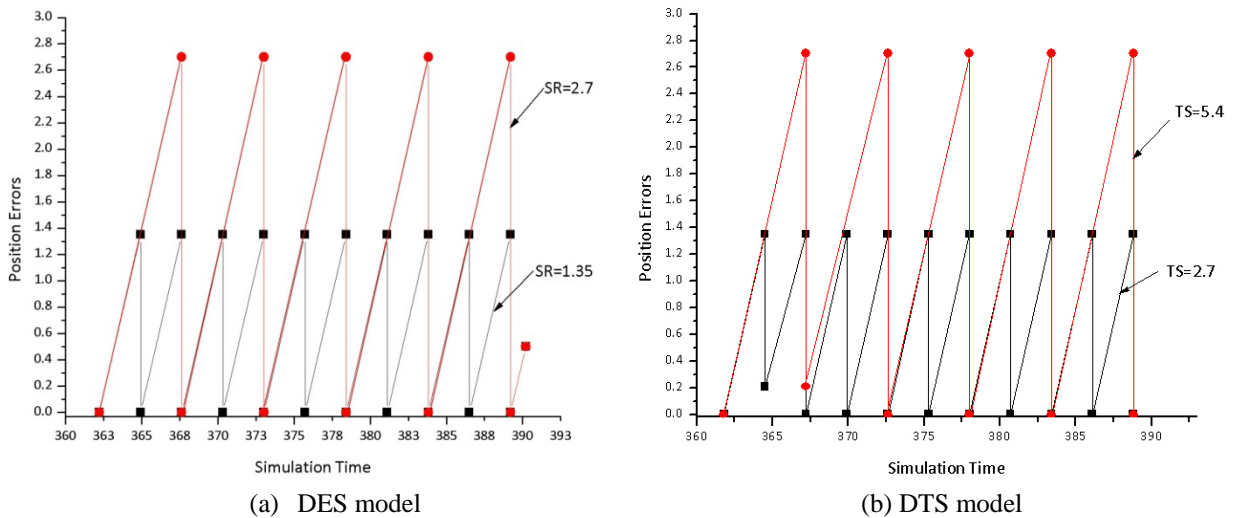 3.0
2.8
2.6
2.4
2.2
2.0
1.8
1.6
1.4
1.2
1.0
0.8
0.6
0.4
0.2
0.0
Position Errors
SR=2.7
SR=1.35
360 363 365 368 370 373 375 378 380 383 385 388 390 393
Simulation Time
(a) DES model
3.0
2.8
2.6
2.4
2.2
2.0
1.8
1.6
1.4
1.2
1.0
0.8
0.6
0.4
0.2
0.0
Position Errors
TS=5.4
TS=2.7
360 365 370 375 380 385 390
Simulation Time
(b) DTS model